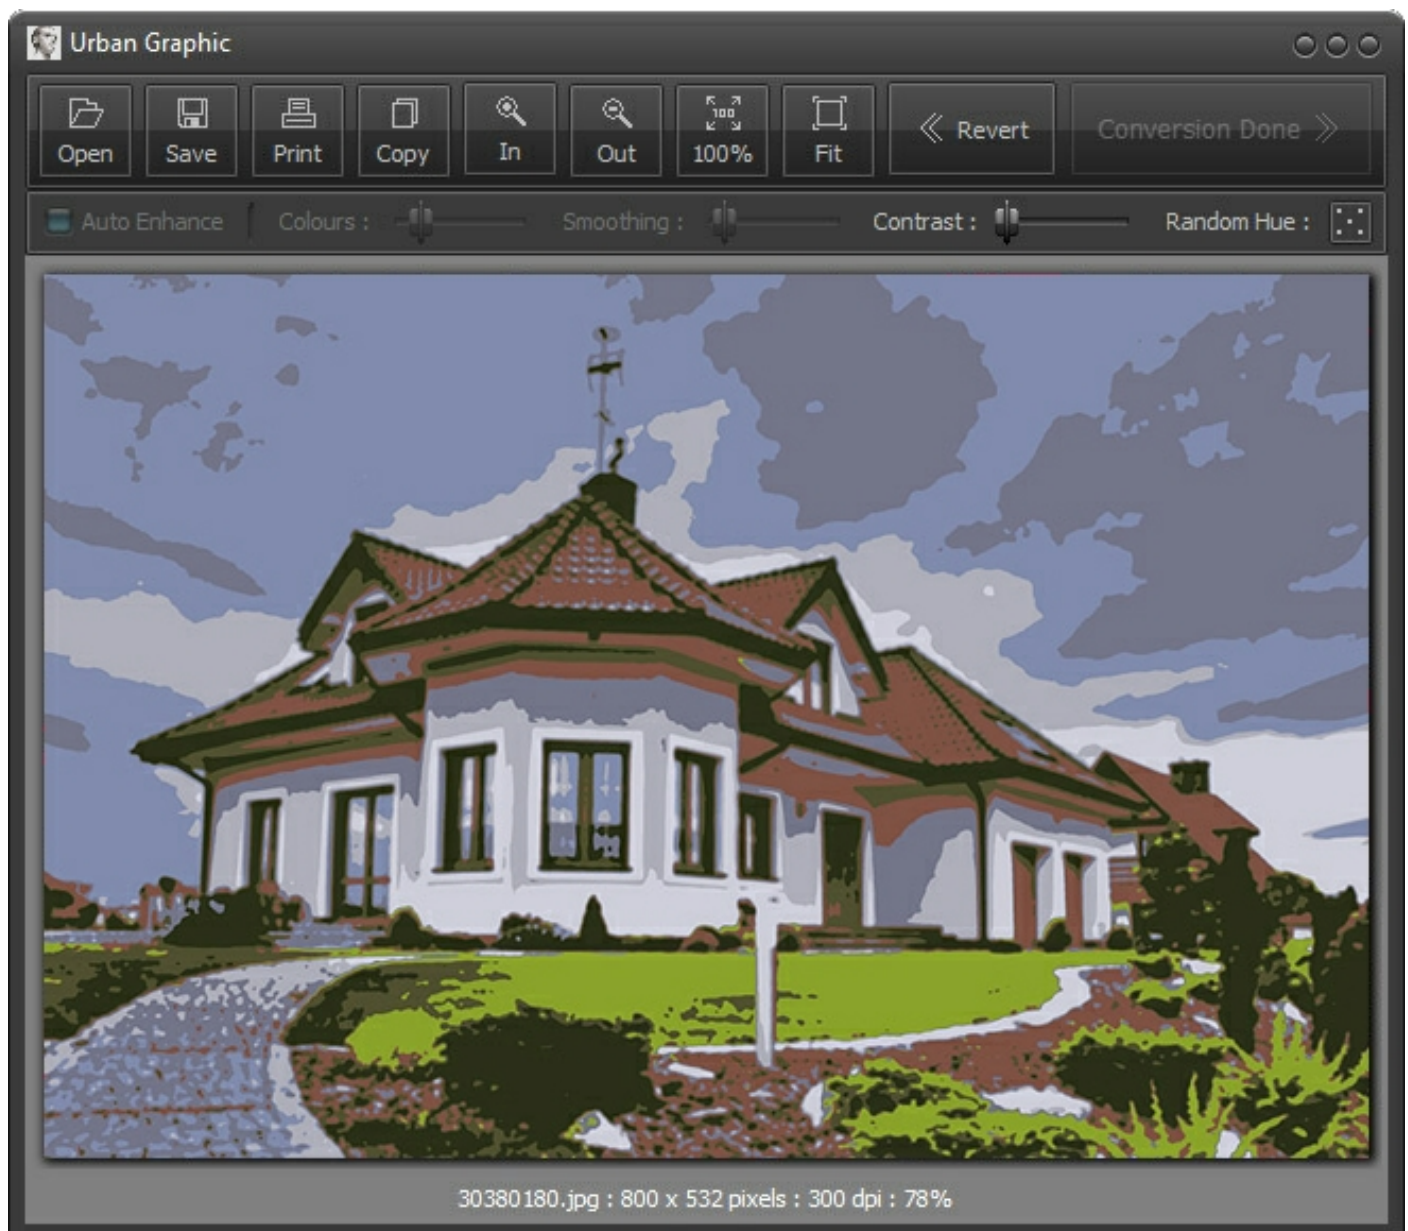 Urban Graphic
Open Save Print Copy In Out 100 100% Fit Revert Conversion Done
Auto Enhance Colours : Smoothing : Contrast : Random Hue :
30380180.jpg : 800 x 532 pixels : 300 dpi : 78%